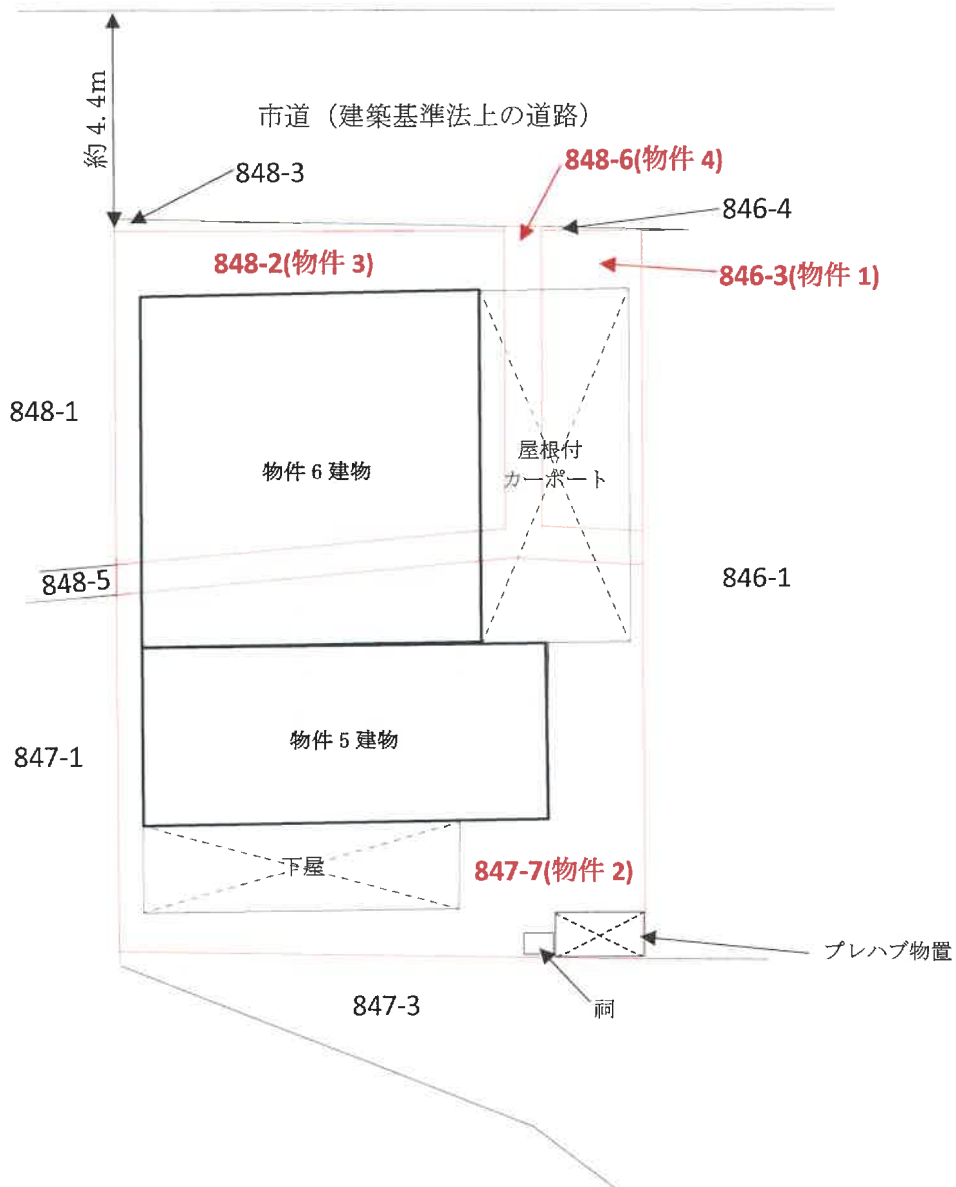 約 4. 4m
市道（建築基準法上の道路）
848-6(物件 4)
848-3
846-4
848-2(物件 3)
846-3(物件 1)
848-1
物件 6 建物
屋根付
カーポート
848-5
846-1
847-1
物件 5 建物
下屋
847-7(物件 2)
プレハブ物置
祠
847-3